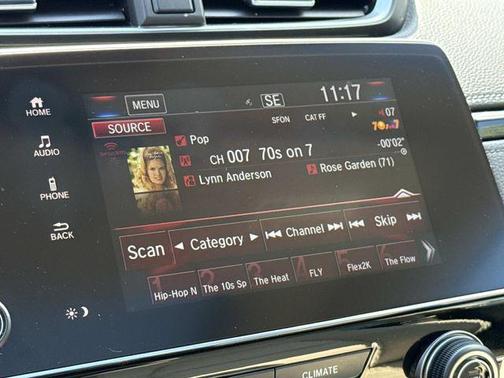 HOME
AUDIO
PHONE
BACK
MENU
SE
11:17
SOURCE
SFON CAT FF
07
Pop
CH 007 70s on 7
-00'02"
Lynn Anderson
Rose Garden (71)
Scan
Category
Channel
Skip
Hip-Hop N
The 10s Sp
The Heat
FLY
Flex2K
The Flow
CLIMATE